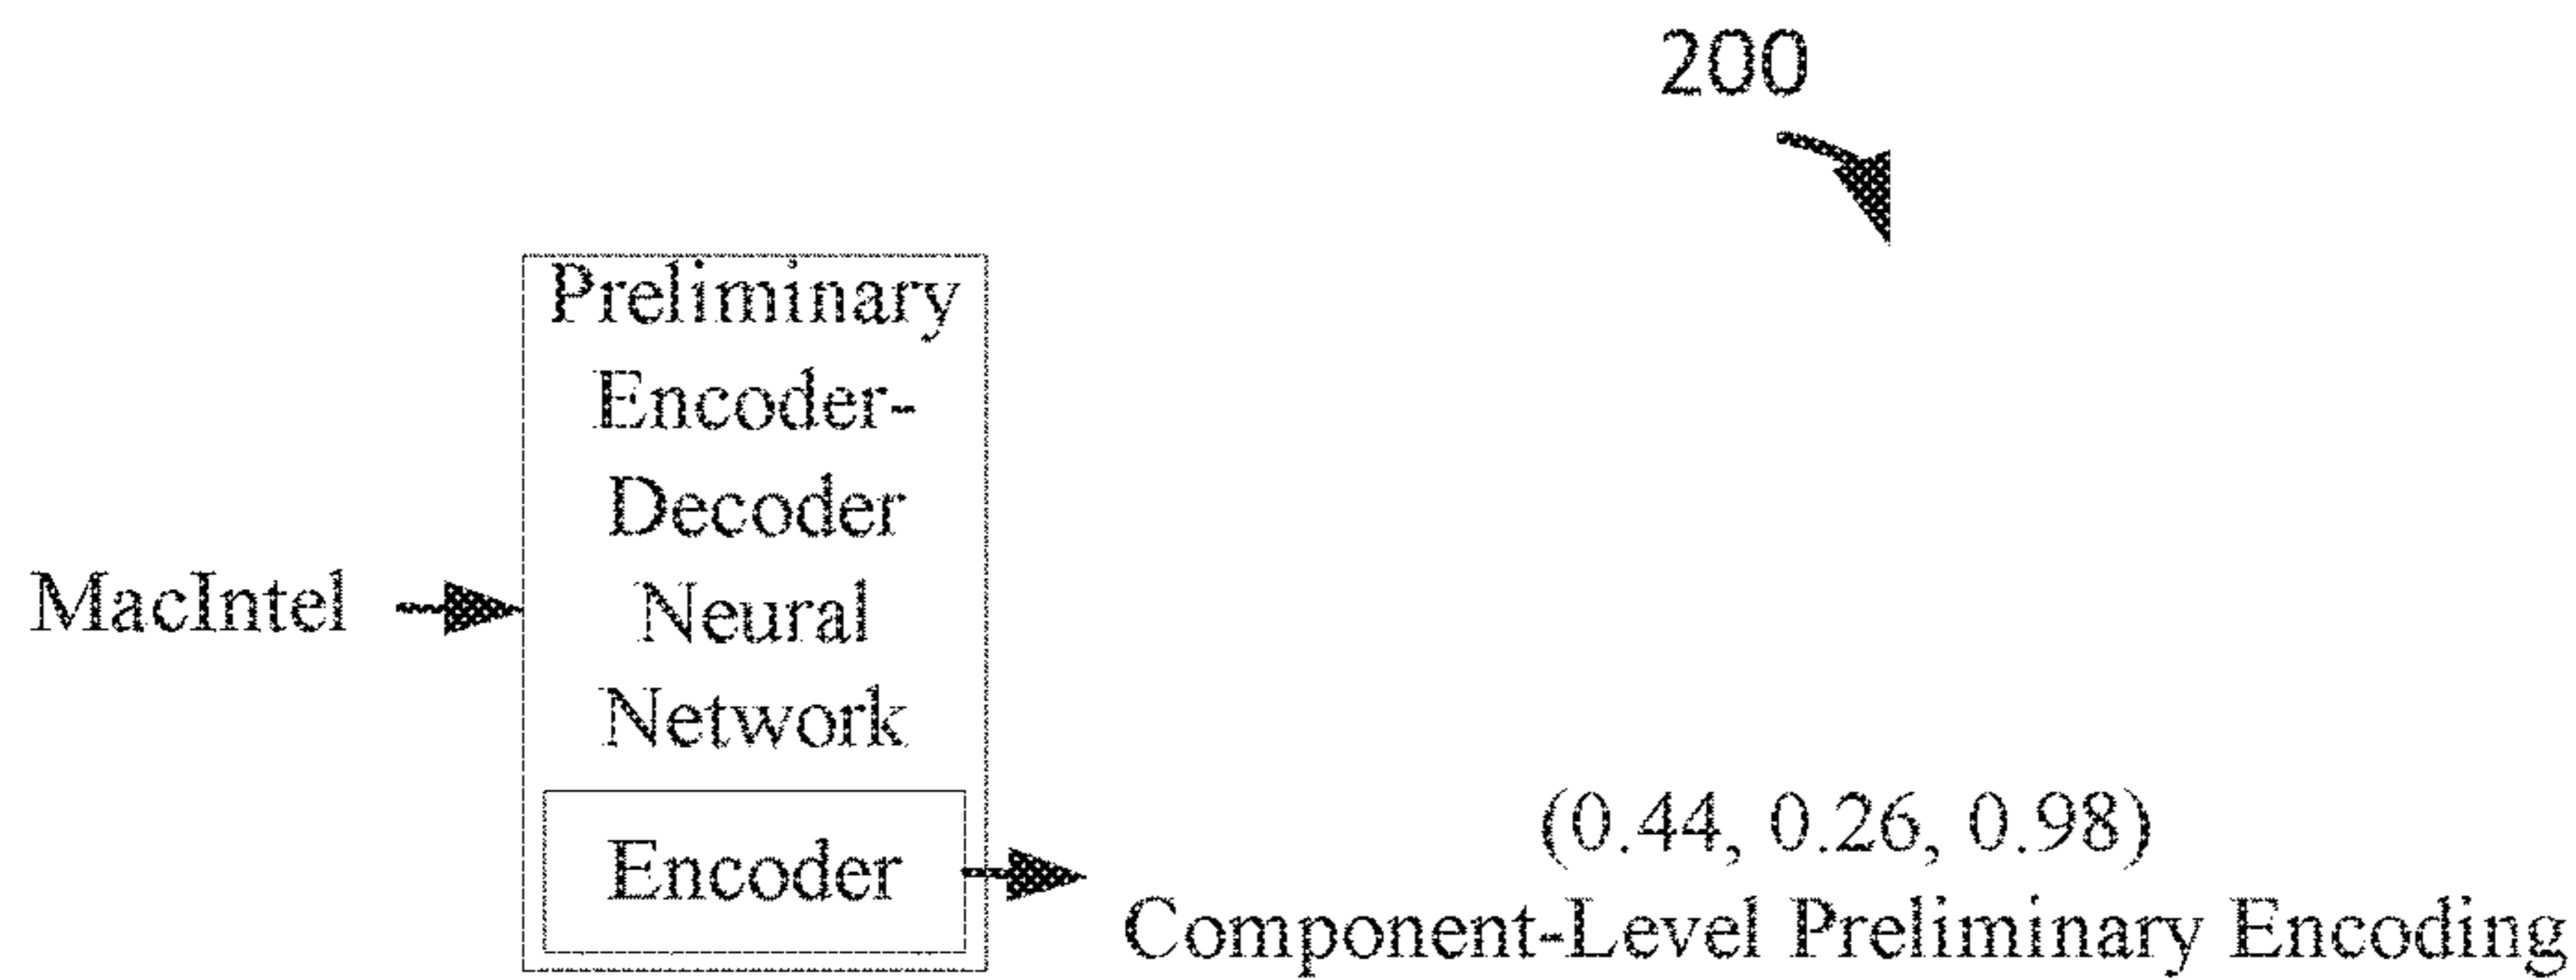 200
Preliminary
Encoder-
Decoder
Neural
Network
MacIntel
Encoder
(0.44, 0.26, 0.98)
Component-Level Preliminary Encoding